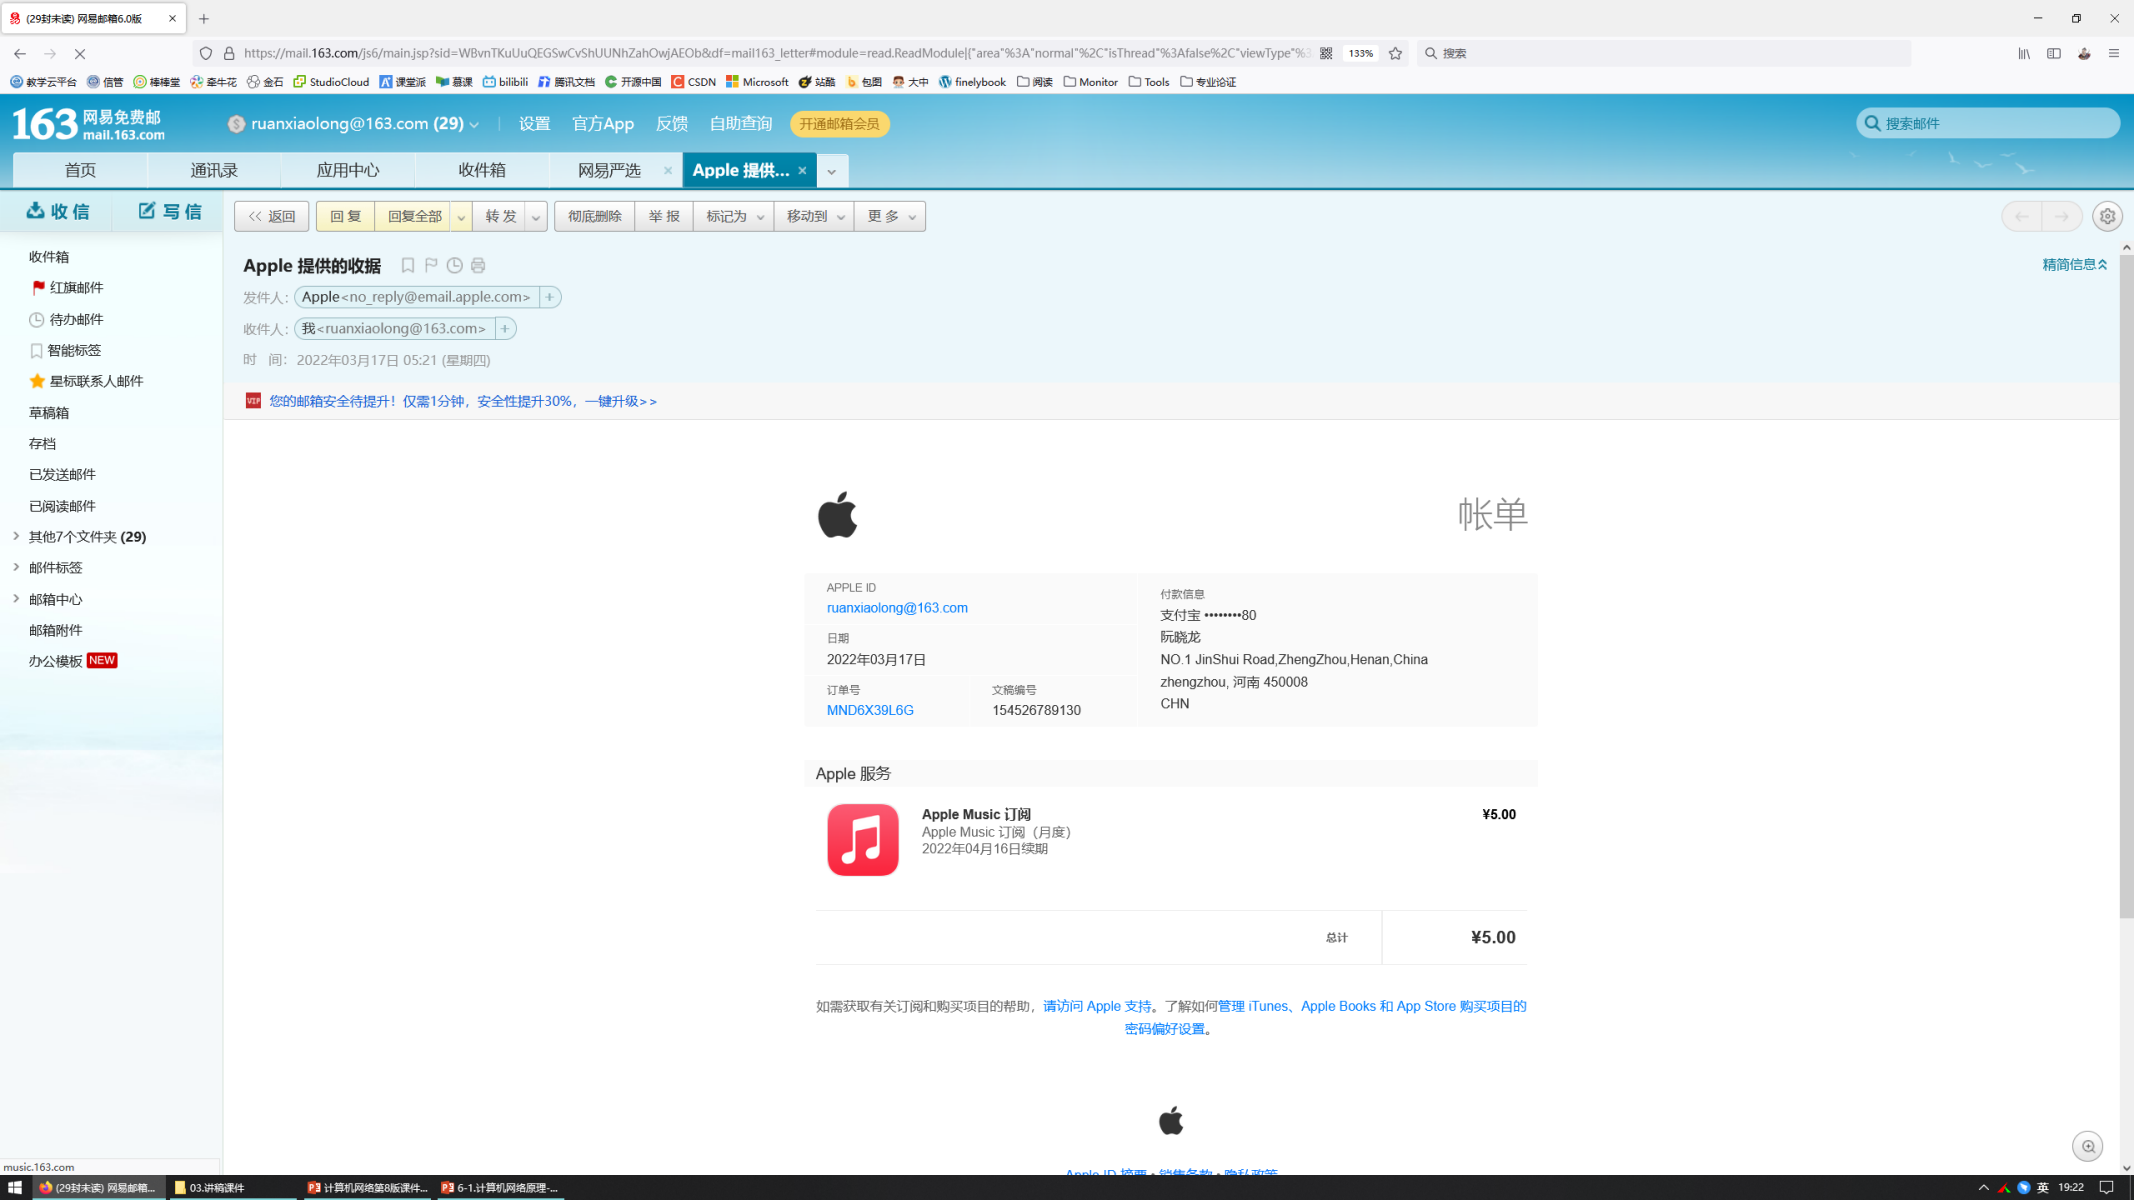 (29封未读) 网易邮箱6.0版
https://mail.163.com/js6/main.jsp?sid=WBvnTKuUuQEGSwCvShUUNhZahOwjAEOb&df=mail163_letter#module=read.ReadModule|{"area"%3A"normal"%2C"isThread"%3Afalse%2C"viewType"%3
133%
搜索
教学云平台 信管 棒棒堂 牵牛花 金石 StudioCloud 课堂派 慕课 bilibili 腾讯文档 开源中国 CSDN Microsoft 站酷 包图 大中 finelybook 阅读 Monitor Tools 专业论证
163 网易免费邮
mail.163.com
ruanxiaolong@163.com (29) 设置 官方App 反馈 自助查询 开通邮箱会员
搜索邮件
首页 通讯录 应用中心 收件箱 网易严选 Apple 提供...
收信 写信
<< 返回 回复 回复全部 转发 彻底删除 举报 标记为 移动到 更多
收件箱
红旗邮件
待办邮件
智能标签
星标联系人邮件
草稿箱
存档
已发送邮件
已阅读邮件
其他7个文件夹 (29)
邮件标签
邮箱中心
邮箱附件
办公模板 NEW
Apple 提供的收据
精简信息
发件人： Apple<no_reply@email.apple.com> +
收件人： 我<ruanxiaolong@163.com> +
时 间： 2022年03月17日 05:21 (星期四)
VIP 您的邮箱安全待提升！仅需1分钟，安全性提升30%，一键升级>>
帐单
APPLE ID
ruanxiaolong@163.com
日期
2022年03月17日
订单号
MND6X39L6G
文稿编号
154526789130
付款信息
支付宝 ••••••••80
阮晓龙
NO.1 JinShui Road,ZhengZhou,Henan,China
zhengzhou, 河南 450008
CHN
Apple 服务
Apple Music 订阅 ¥5.00
Apple Music 订阅（月度）
2022年04月16日续期
总计 ¥5.00
如需获取有关订阅和购买项目的帮助，请访问 Apple 支持。了解如何管理 iTunes、Apple Books 和 App Store 购买项目的
密码偏好设置。
Apple ID 摘要 • 销售条款 • 隐私政策
music.163.com
(29封未读) 网易邮箱... 03.讲稿课件 计算机网络第8版课件... 6-1.计算机网络原理-...
英 19:22